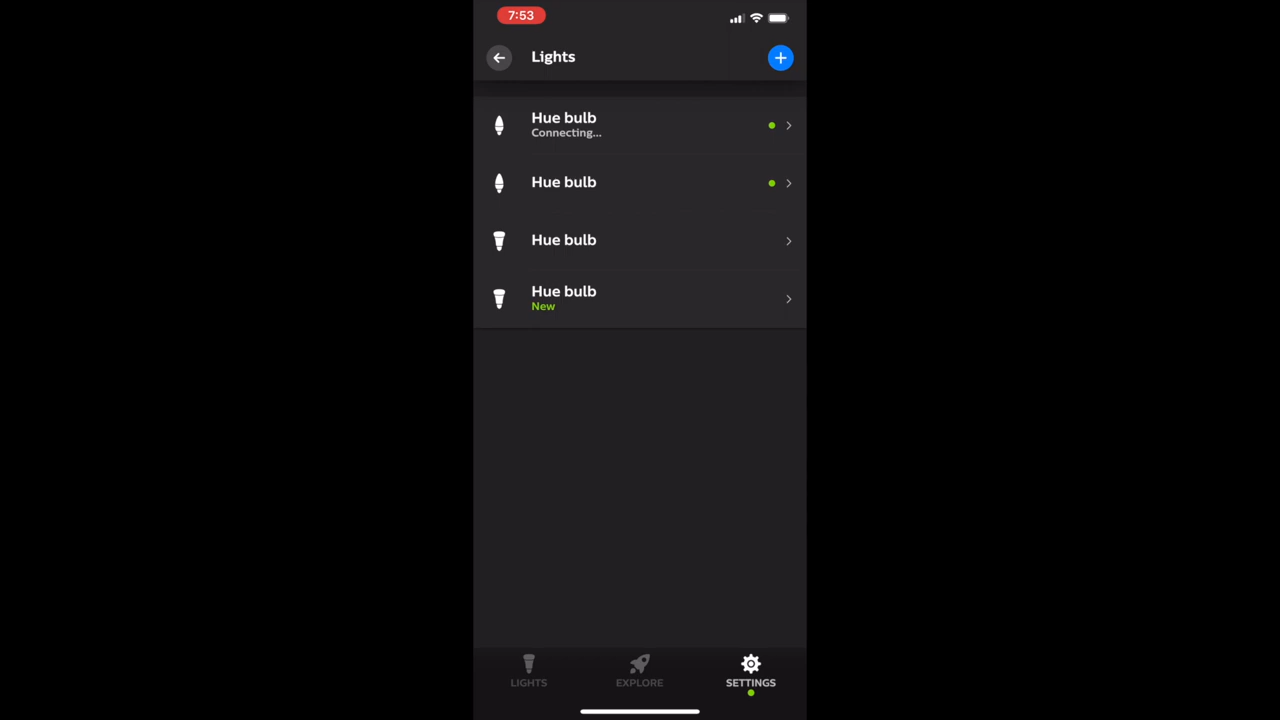 7:53
Lights
Hue bulb
Connecting...
Hue bulb
Hue bulb
Hue bulb
New
LIGHTS
EXPLORE
SETTINGS